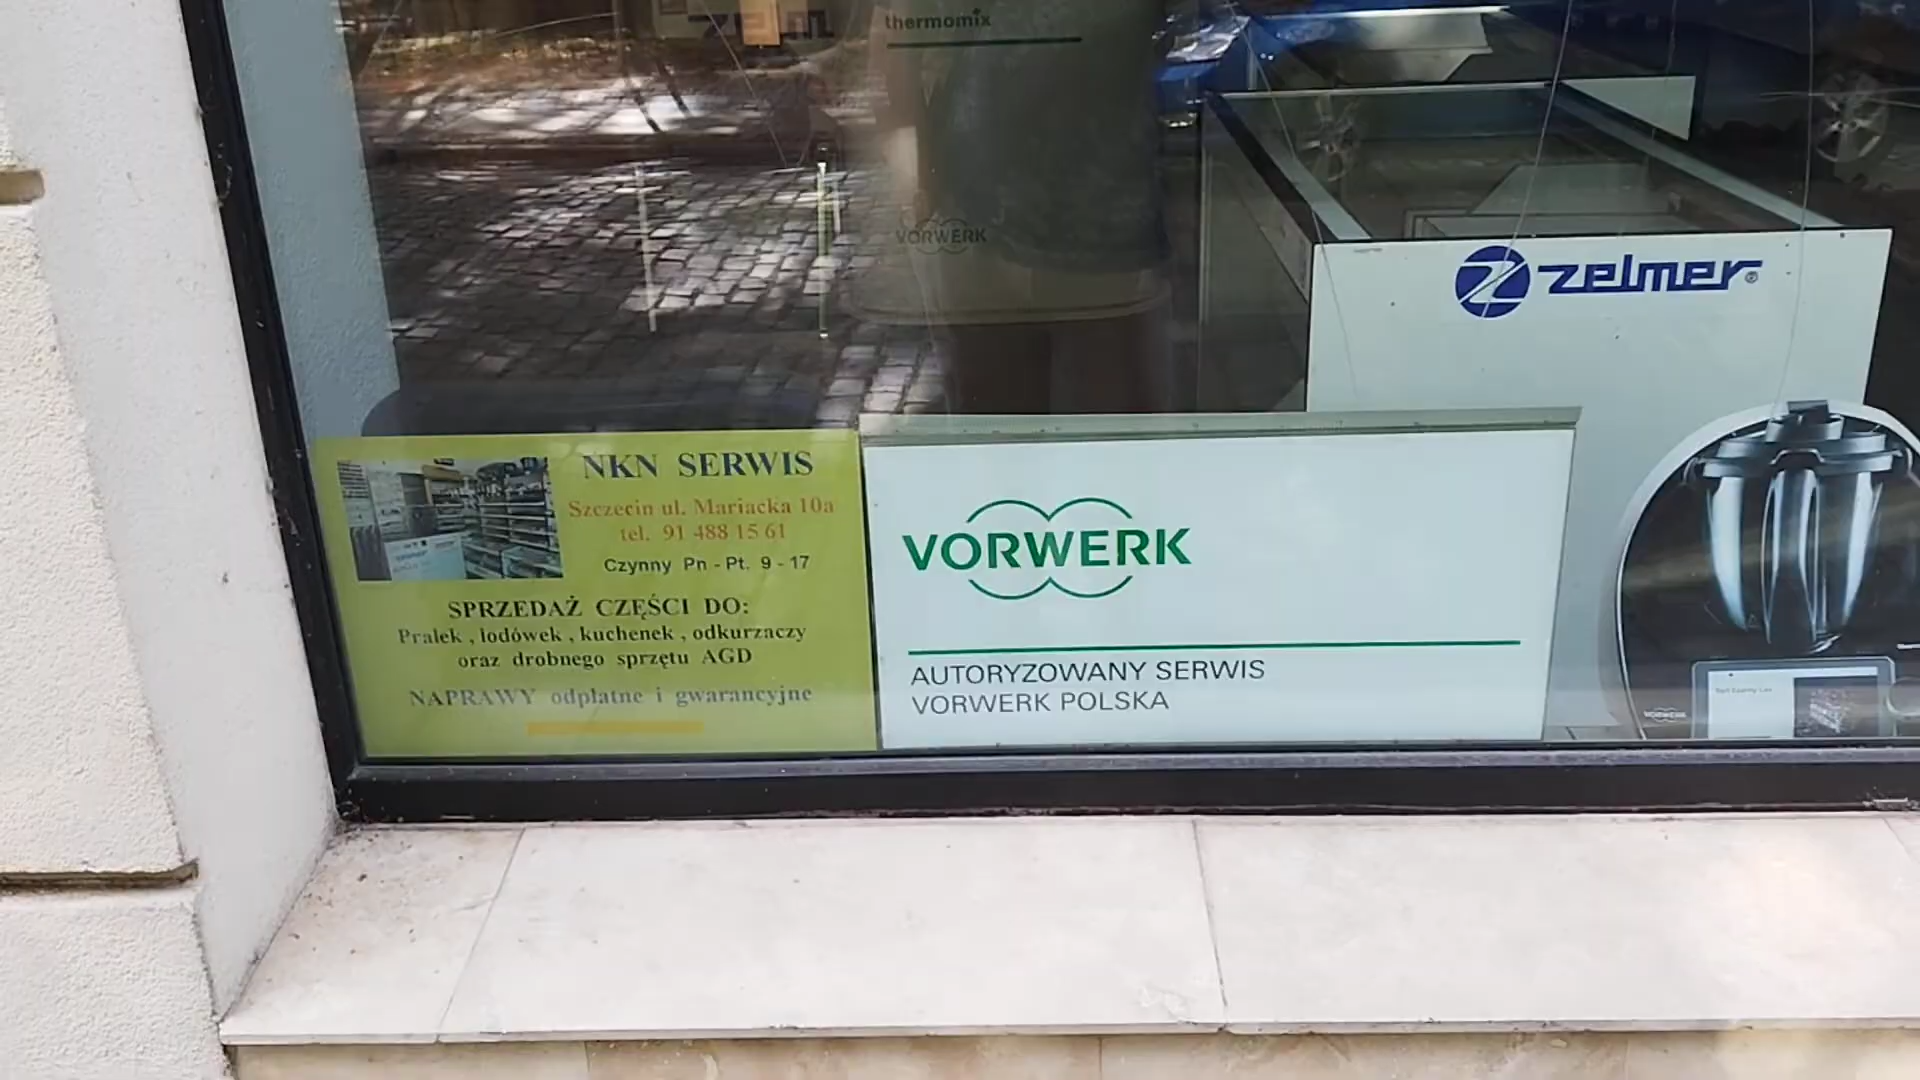 thermomix
VORWERK
zelmer
NKN SERWIS
Szczecin ul. Mariacka 10a
tel. 91 488 15 61
Czynny Pn - Pt. 9 - 17
SPRZEDAŻ CZĘŚCI DO:
Pralek , lodówek , kuchenek , odkurzaczy
oraz drobnego sprzętu AGD
NAPRAWY odpłatne i gwarancyjne
VORWERK
AUTORYZOWANY SERWIS
VORWERK POLSKA
VORWERK